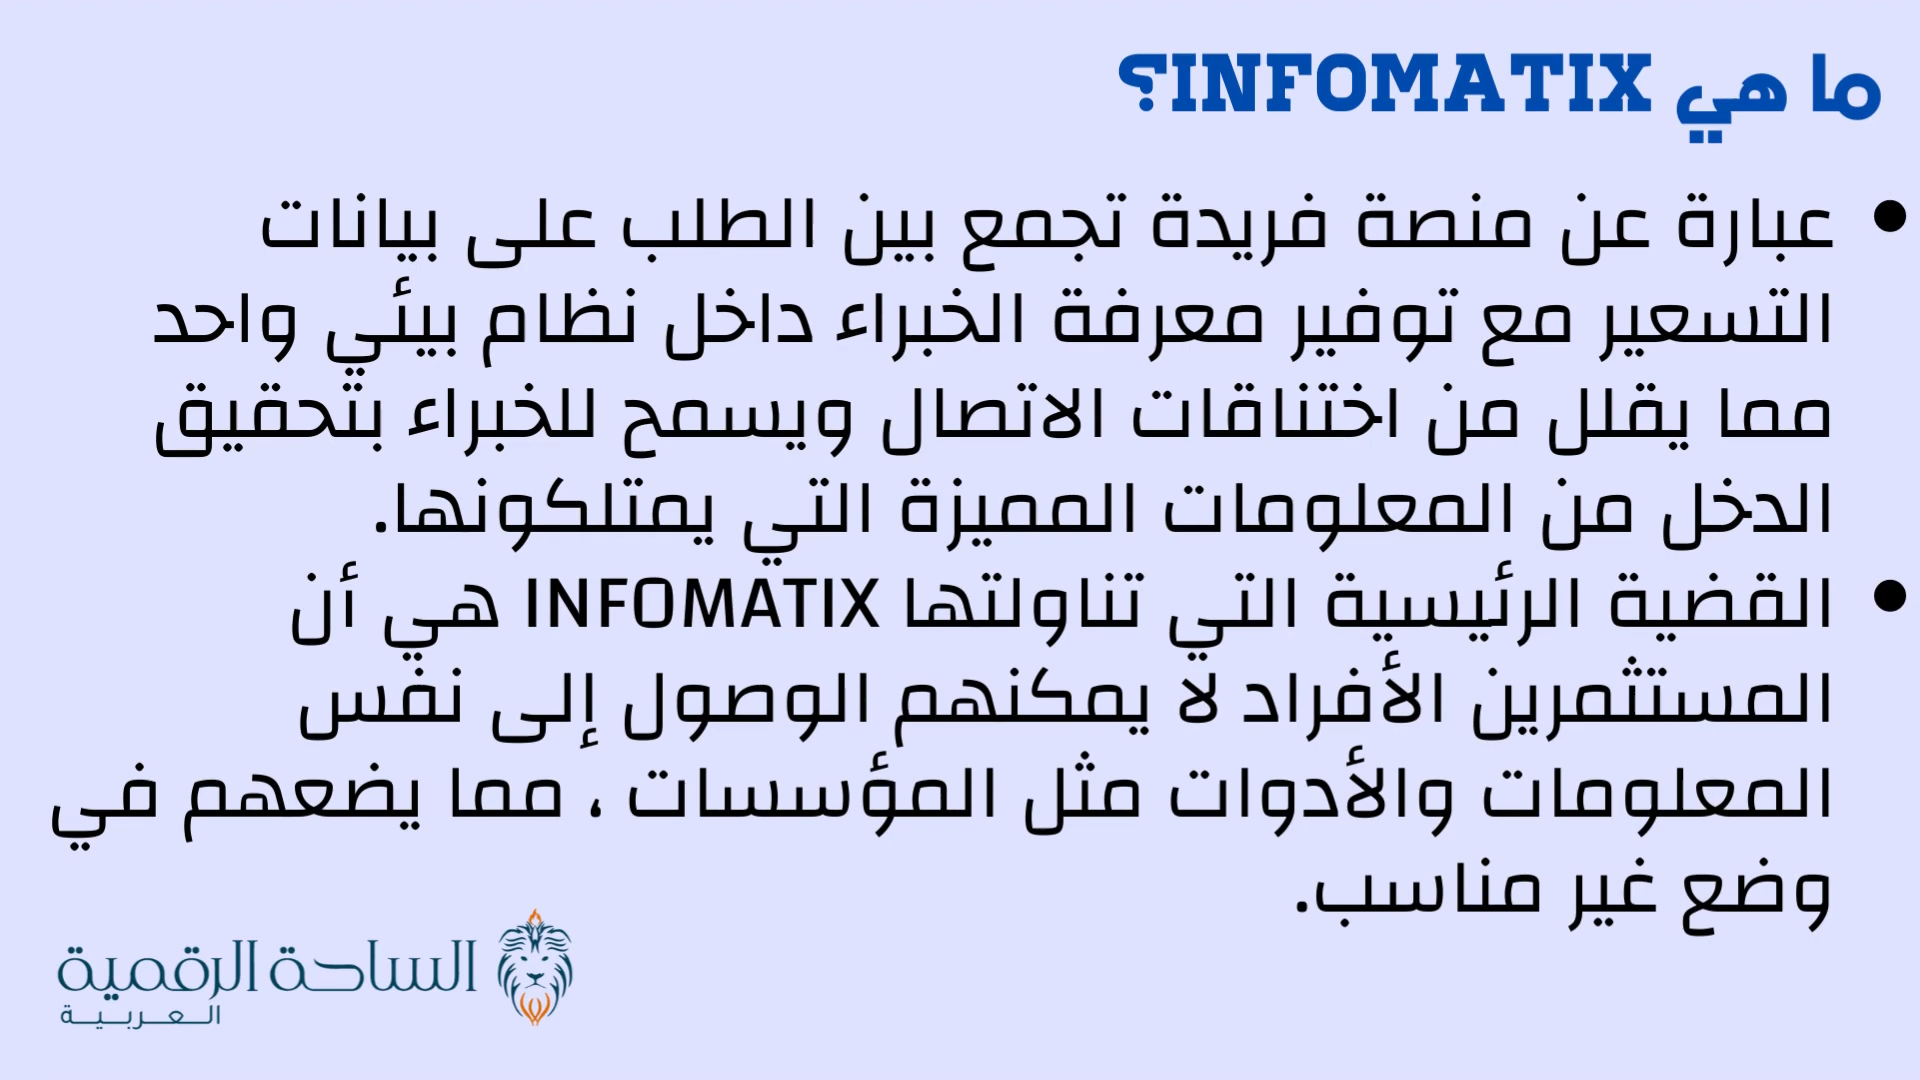 ما هي INFOMATIX؟
• عبارة عن منصة فريدة تجمع بين الطلب على بيانات
التسعير مع توفير معرفة الخبراء داخل نظام بيئي واحد
مما يقلل من اختناقات الاتصال ويسمح للخبراء بتحقيق
الدخل من المعلومات المميزة التي يمتلكونها.
• القضية الرئيسية التي تناولتها INFOMATIX هي أن
المستثمرين الأفراد لا يمكنهم الوصول إلى نفس
المعلومات والأدوات مثل المؤسسات ، مما يضعهم في
وضع غير مناسب.
الساحة الرقمية
العربية